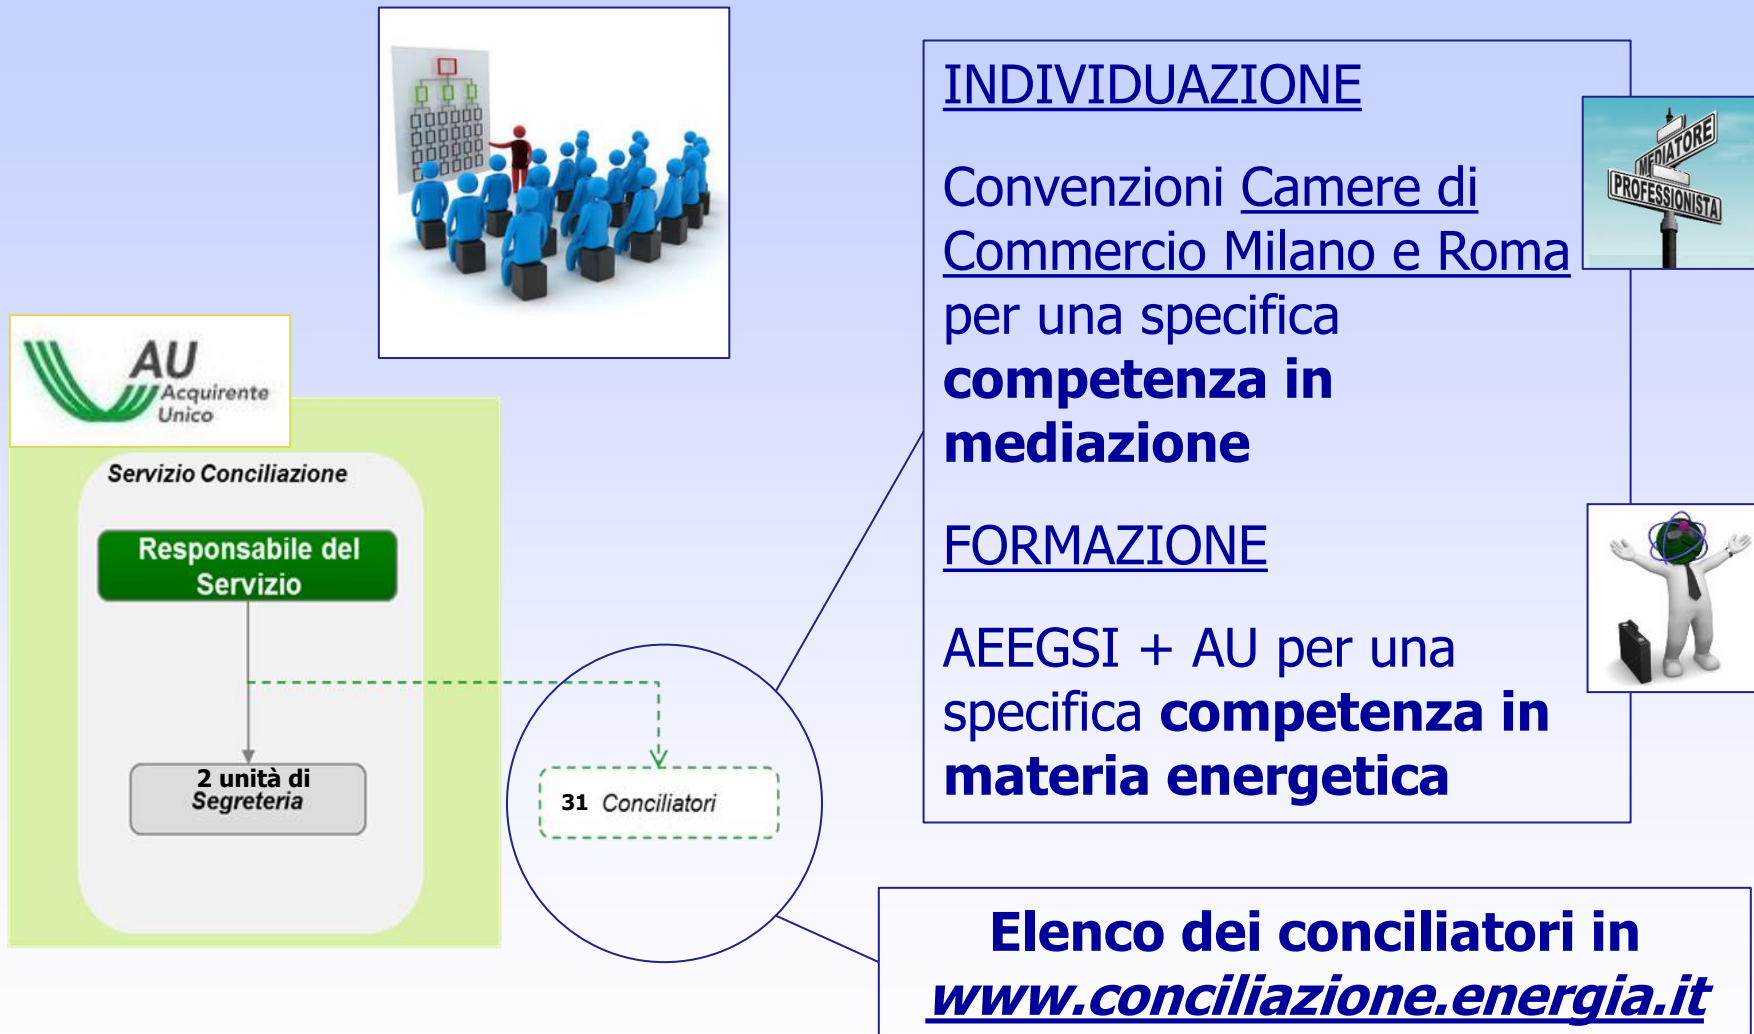 INDIVIDUAZIONE
Convenzioni Camere di
Commercio Milano e Roma
per una specifica
competenza in
mediazione
FORMAZIONE
AEEGSI + AU per una
specifica competenza in
materia energetica
MEDIATORE
PROFESSIONISTA
AU
Acquirente
Unico
Servizio Conciliazione
Responsabile del
Servizio
2 unità di
Segreteria
31 Conciliatori
Elenco dei conciliatori in
www.conciliazione.energia.it